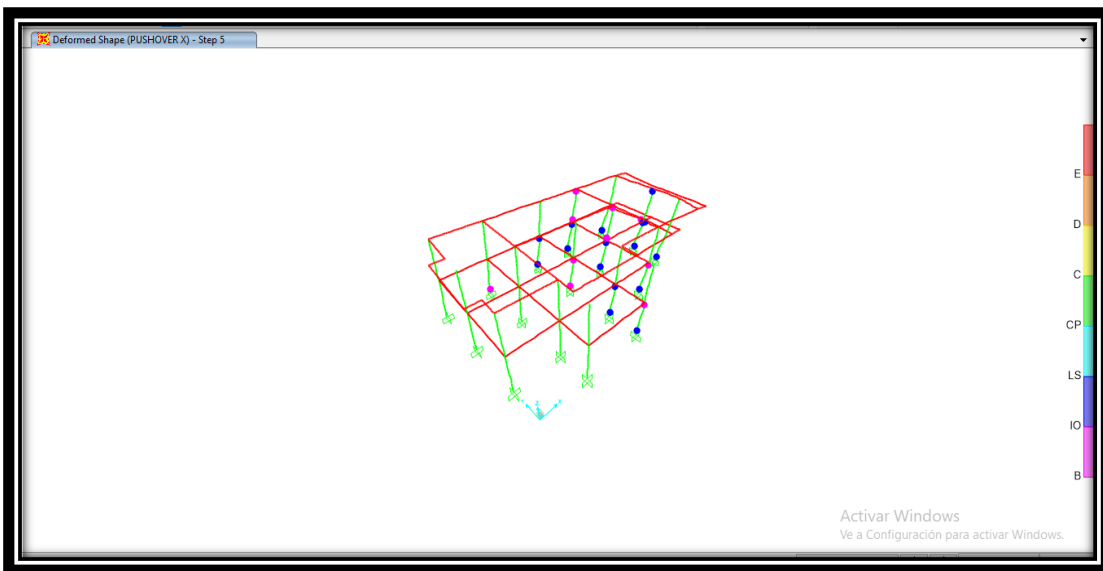 Deformed Shape (PUSHOVER X) - Step 5
E
D
C
CP
LS
IO
B
Z
Activar Windows
Ve a Configuración para activar Windows.